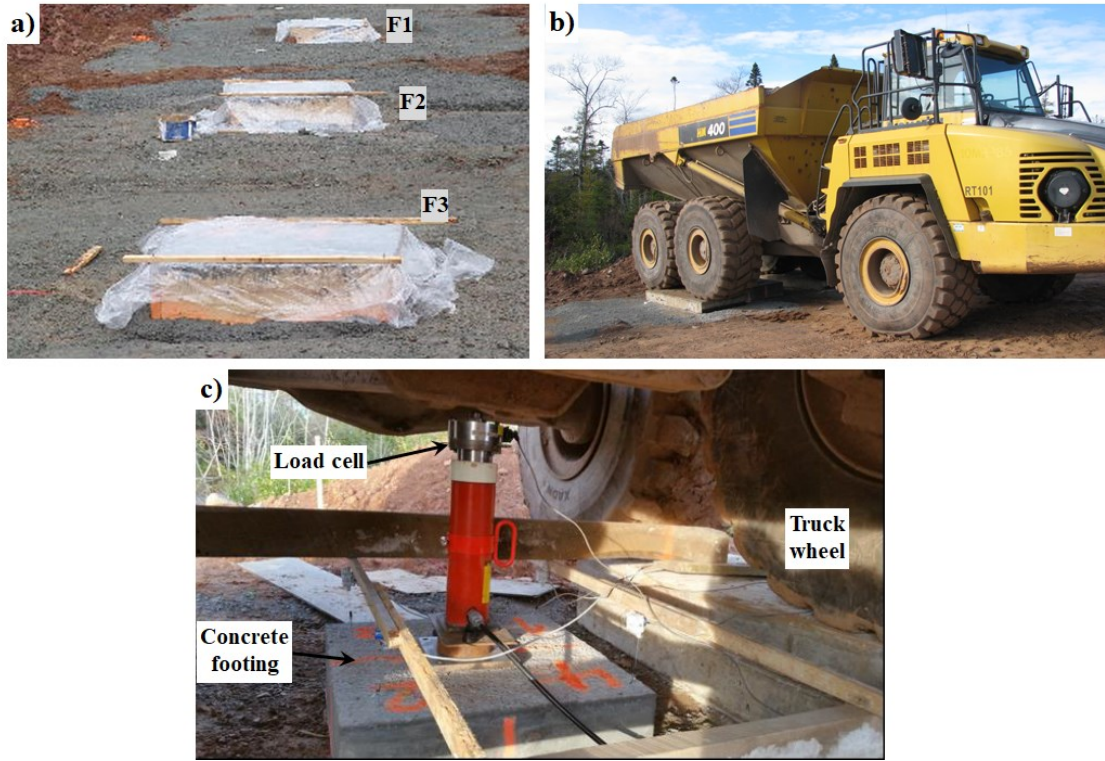 a)
F1
F2
F3
b)
400
RT101
c)
Load cell
Truck
wheel
Concrete
footing